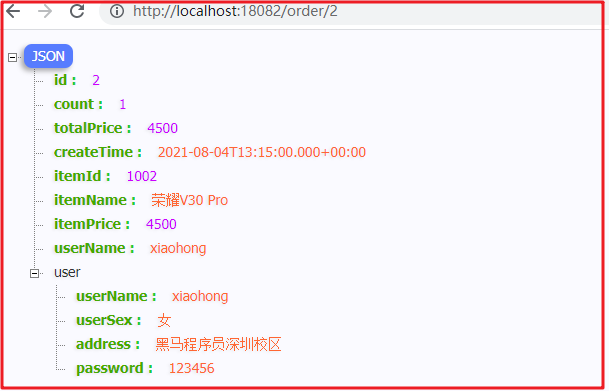 http://localhost:18082/order/2
JSON
id : 2
count : 1
totalPrice : 4500
createTime : 2021-08-04T13:15:00.000+00:00
itemId : 1002
itemName : 荣耀V30 Pro
itemPrice : 4500
userName : xiaohong
user
userName : xiaohong
userSex : 女
address : 黑马程序员深圳校区
password : 123456